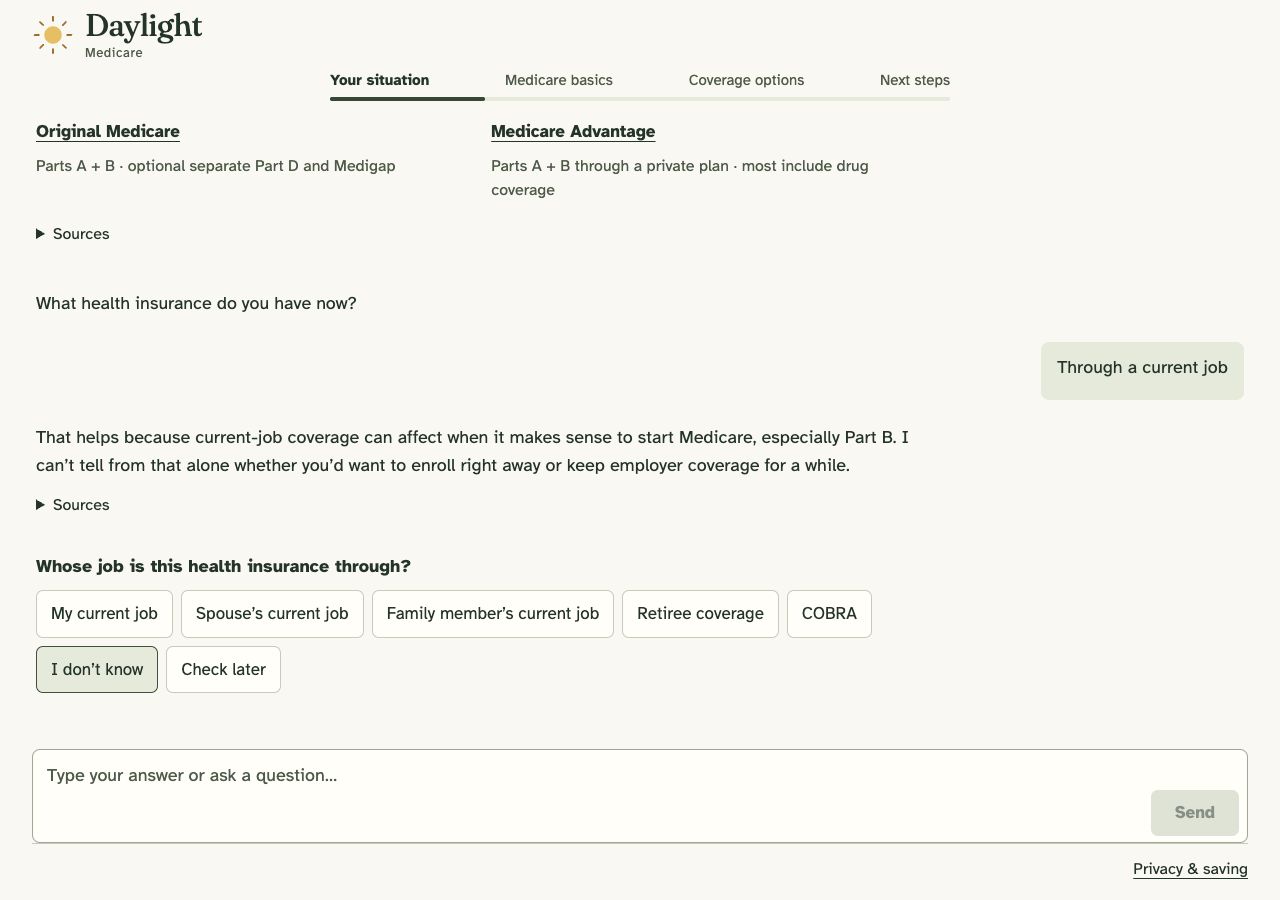 Daylight
Medicare
Your situation
Medicare basics
Coverage options
Next steps
Original Medicare
Parts A + B · optional separate Part D and Medigap
Medicare Advantage
Parts A + B through a private plan · most include drug
coverage
Sources
What health insurance do you have now?
Through a current job
That helps because current-job coverage can affect when it makes sense to start Medicare, especially Part B. I
can’t tell from that alone whether you’d want to enroll right away or keep employer coverage for a while.
Sources
Whose job is this health insurance through?
My current job
Spouse’s current job
Family member’s current job
Retiree coverage
COBRA
I don’t know
Check later
Type your answer or ask a question...
Send
Privacy & saving